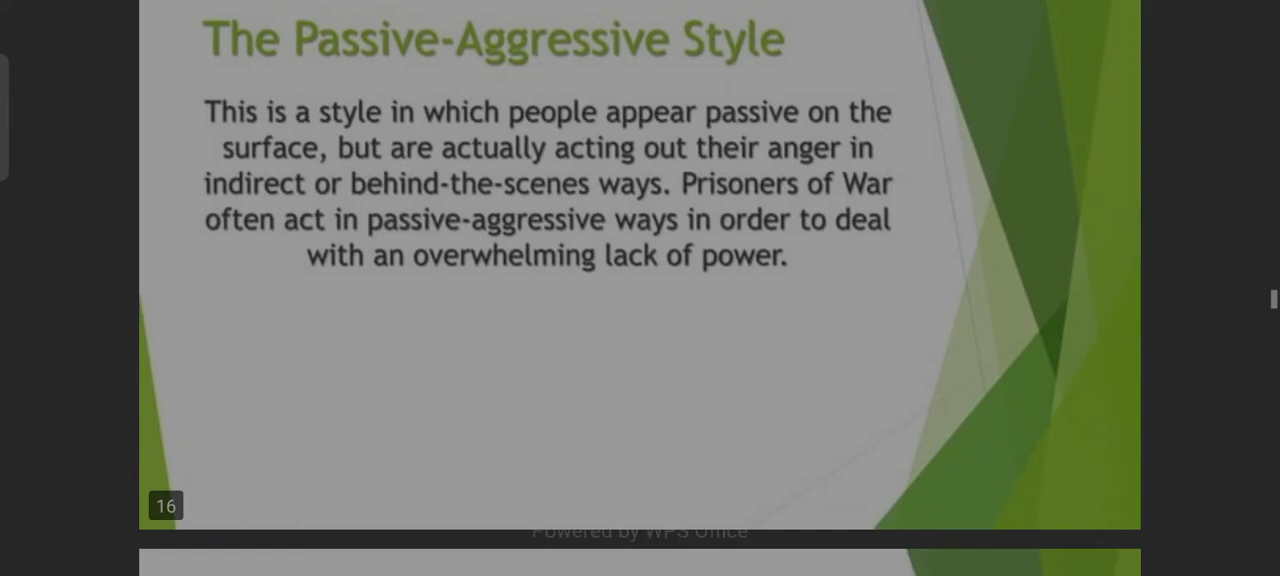 The Passive-Aggressive Style
This is a style in which people appear passive on the
surface, but are actually acting out their anger in
indirect or behind-the-scenes ways. Prisoners of War
often act in passive-aggressive ways in order to deal
with an overwhelming lack of power.
16
Powered by WPS Office